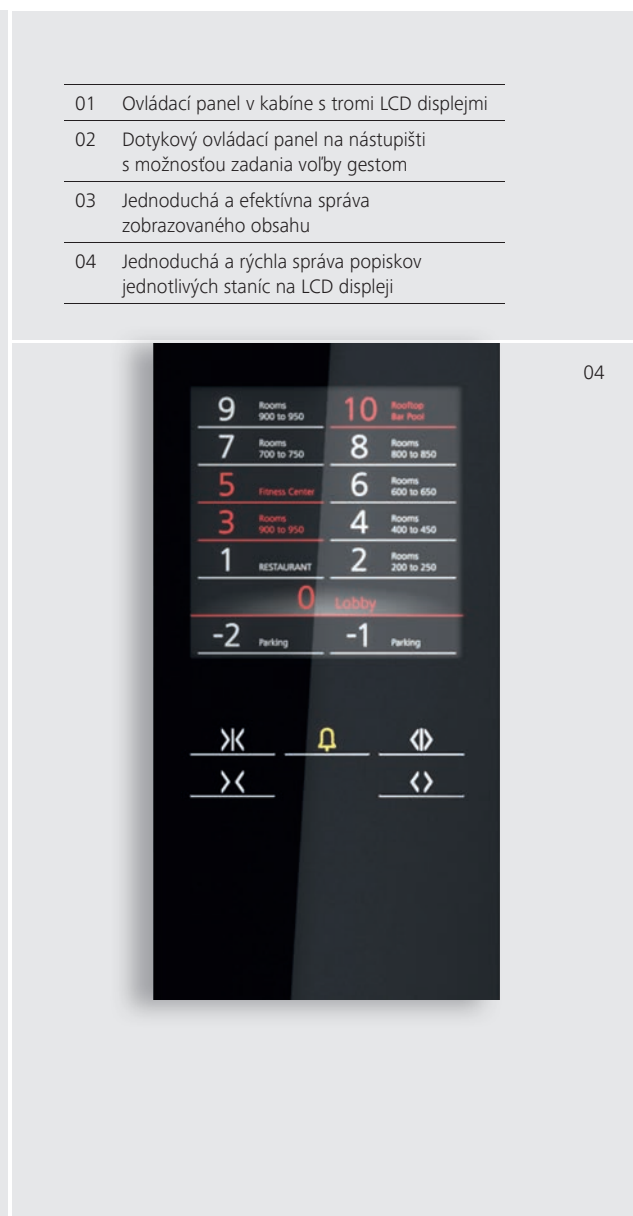 01 Ovládací panel v kabíne s tromi LCD displejmi
02 Dotykový ovládací panel na nástupišti
s možnosťou zadania voľby gestom
03 Jednoduchá a efektívna správa
zobrazovaného obsahu
04 Jednoduchá a rýchla správa popiskov
jednotlivých staníc na LCD displeji
04
9 Rooms 900 to 950
10 Rooftop Bar Pool
7 Rooms 700 to 750
8 Rooms 800 to 850
5 Fitness Center
6 Rooms 600 to 650
3 Rooms 900 to 950
4 Rooms 400 to 450
1 RESTAURANT
2 Rooms 200 to 250
0 Lobby
-2 Parking
-1 Parking